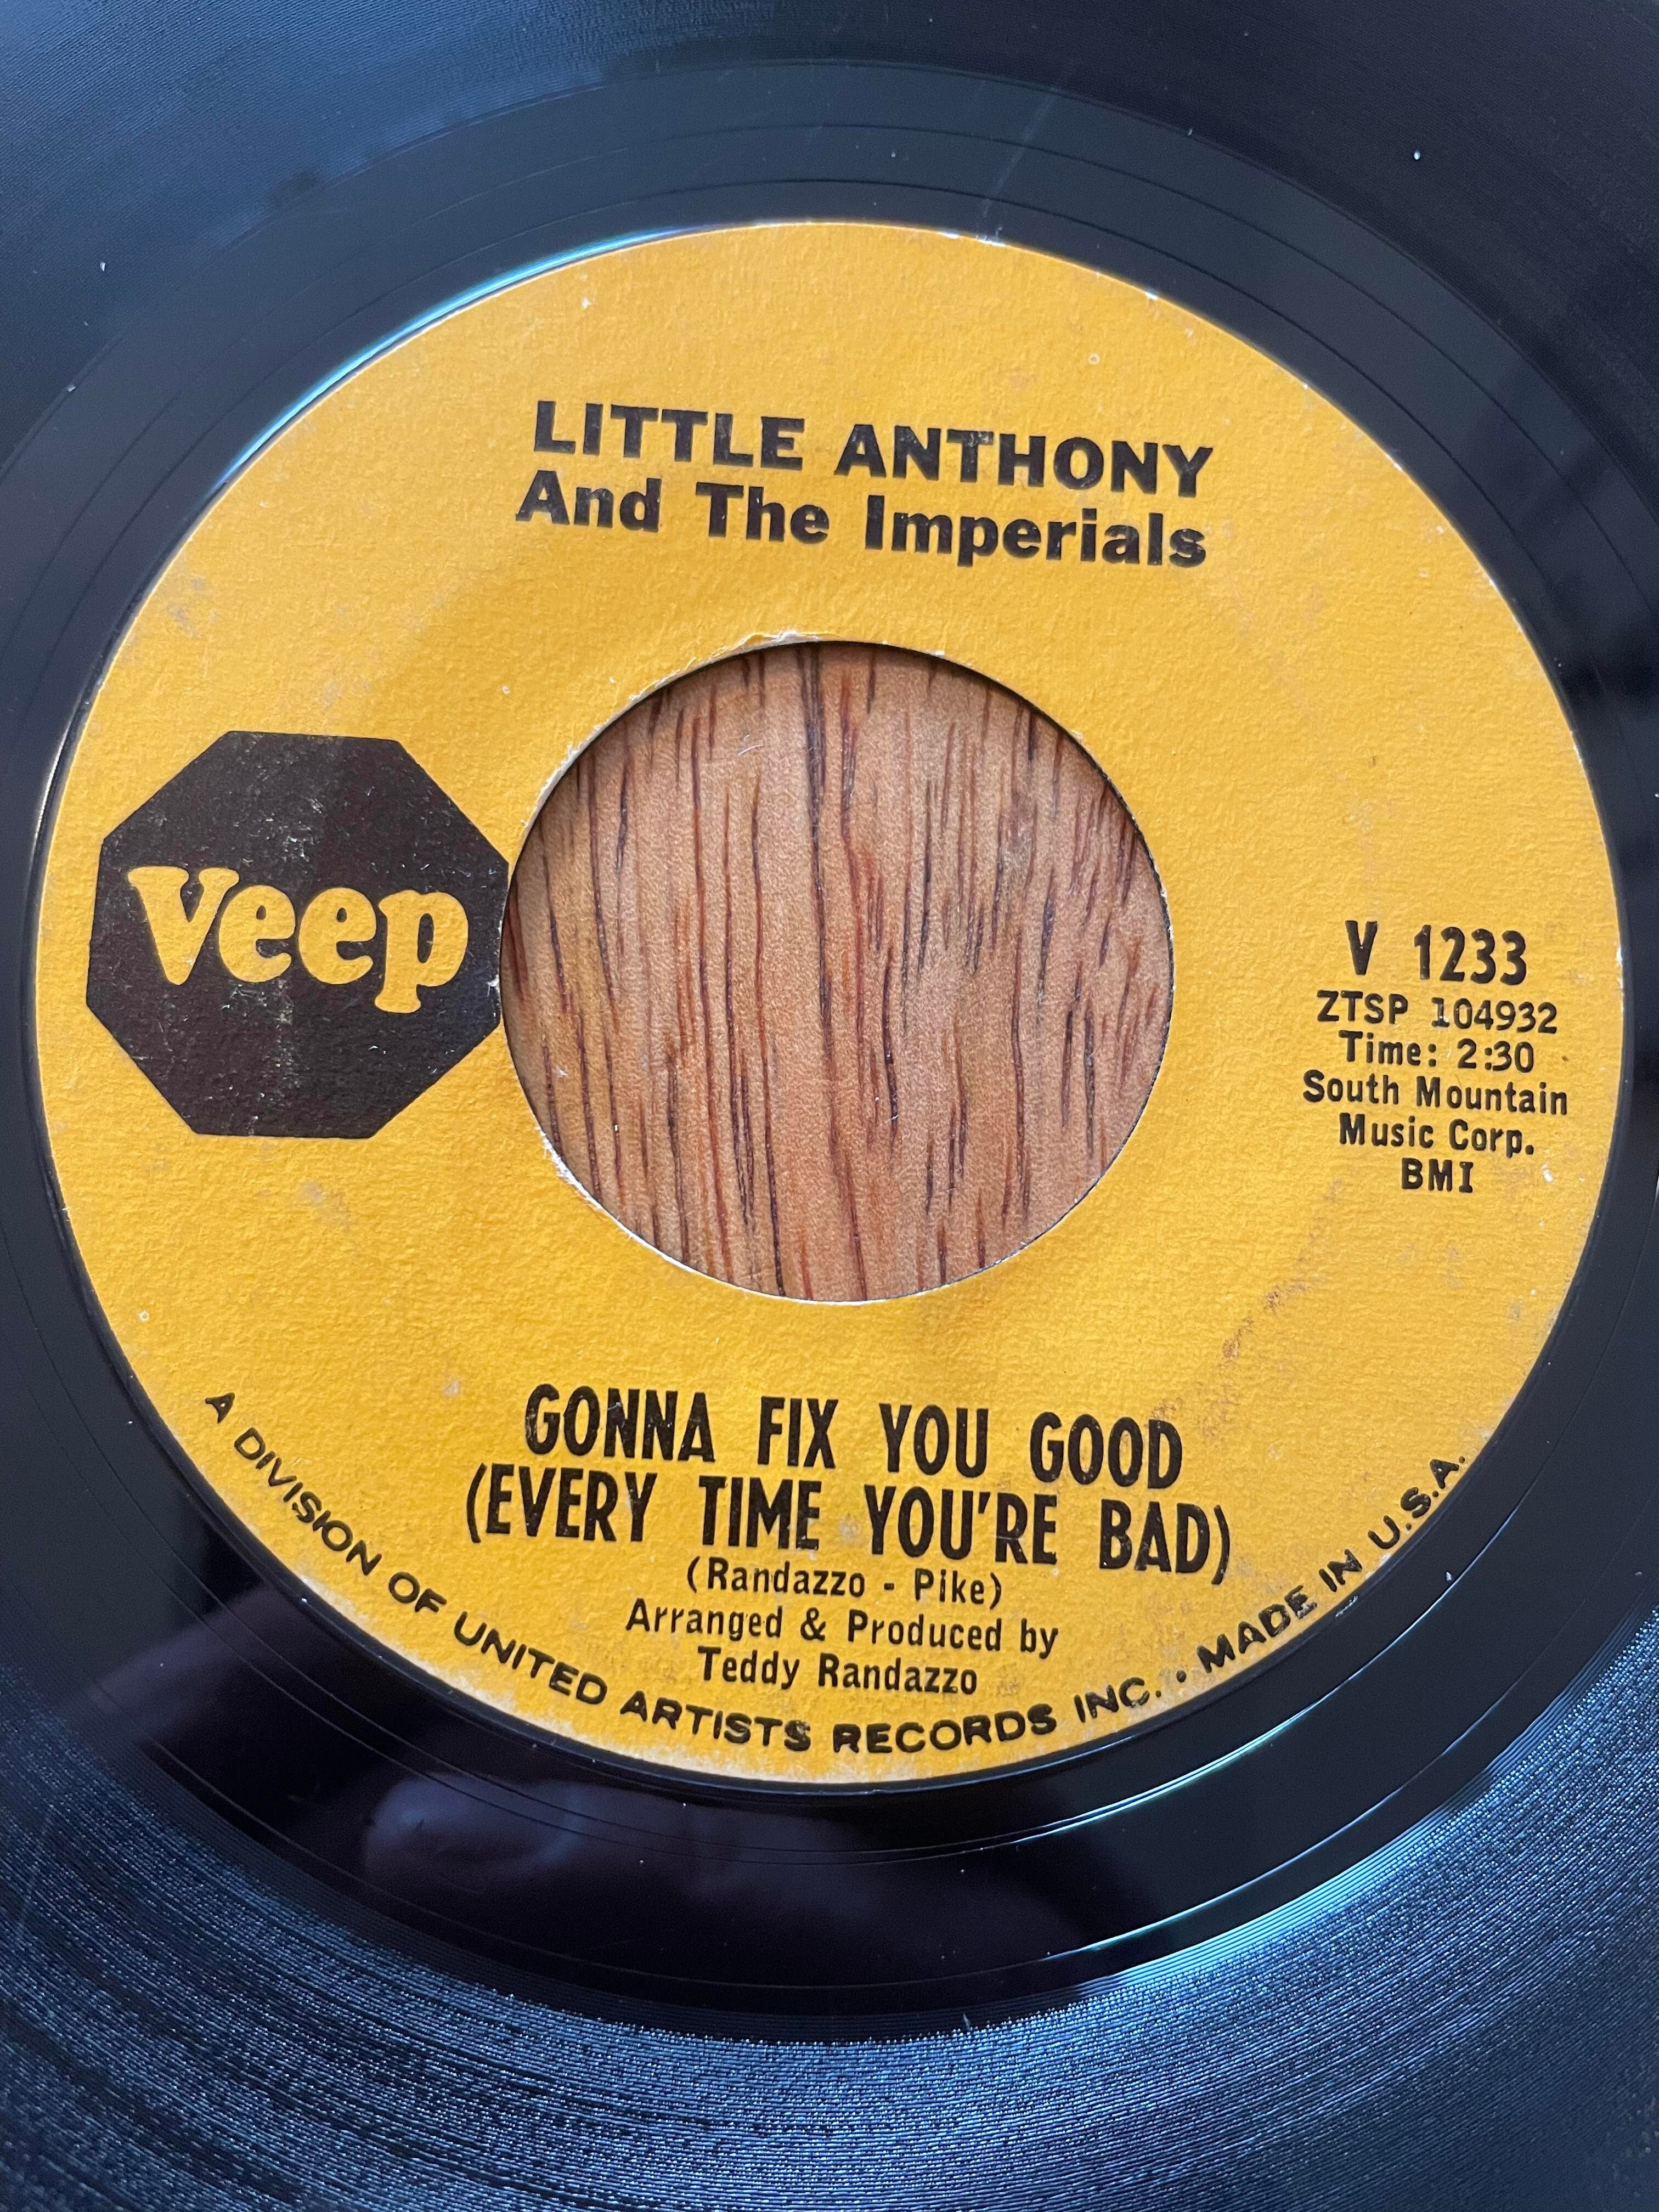 LITTLE ANTHONY
And The Imperials
Veep
V 1233
ZTSP 104932
Time: 2:30
South Mountain
Music Corp.
BMI
GONNA FIX YOU GOOD
(EVERY TIME YOU'RE BAD)
(Randazzo - Pike)
Arranged & Produced by
Teddy Randazzo
A DIVISION OF UNITED ARTISTS RECORDS INC. • MADE IN U.S.A.